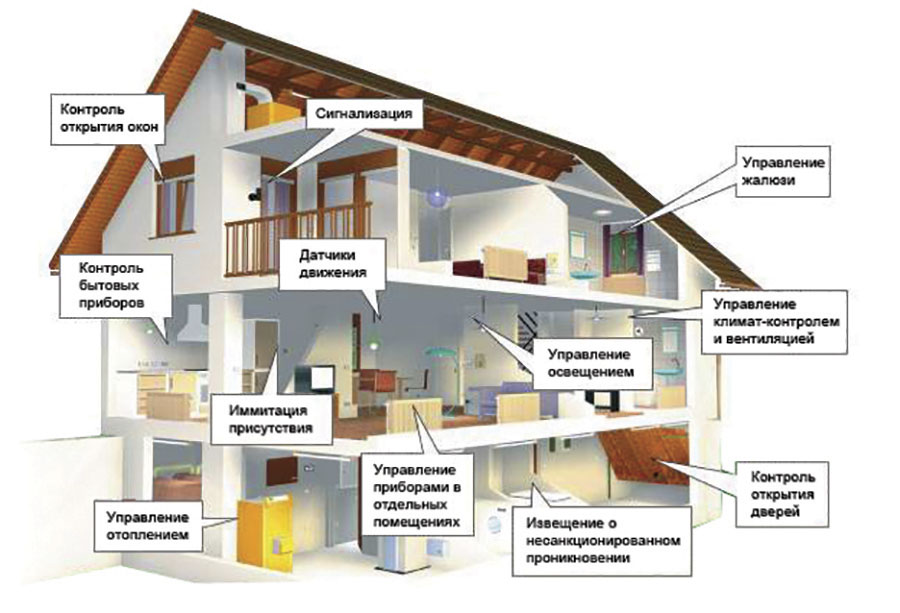 Контроль
открытия окон
Сигнализация
Управление
жалюзи
Датчики
движения
Контроль
бытовых
приборов
Управление
климат-контролем
и вентиляцией
Управление
освещением
Иммитация
присутствия
Управление
приборами в
отдельных
помещениях
Контроль
открытия
дверей
Управление
отоплением
Извещение о
несанкционированном
проникновении